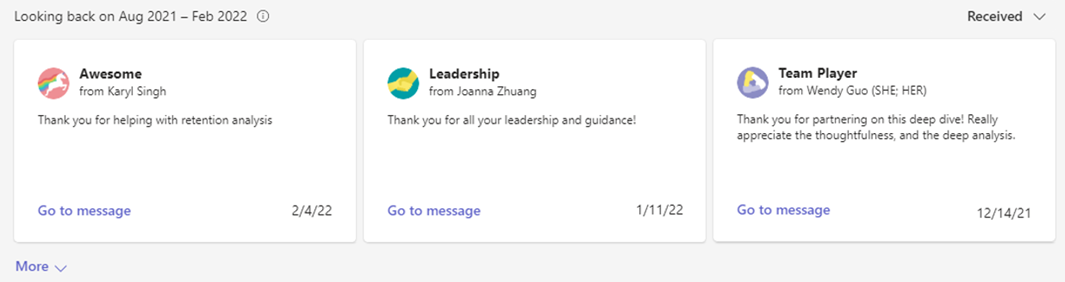 Looking back on Aug 2021 – Feb 2022
Received
Awesome
from Karyl Singh
Thank you for helping with retention analysis
Go to message
2/4/22
Leadership
from Joanna Zhuang
Thank you for all your leadership and guidance!
Go to message
1/11/22
Team Player
from Wendy Guo (SHE; HER)
Thank you for partnering on this deep dive! Really
appreciate the thoughtfulness, and the deep analysis.
Go to message
12/14/21
More